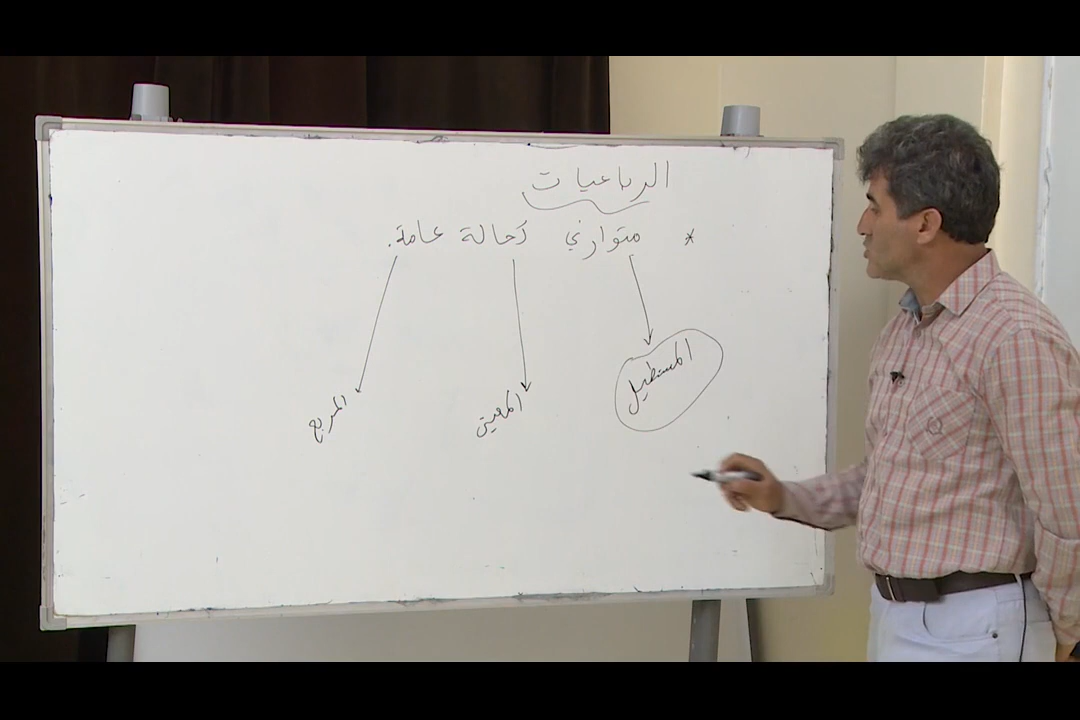 الرباعيات
* متوازي كحالة عامة.
المستطيل
المعين
المربع